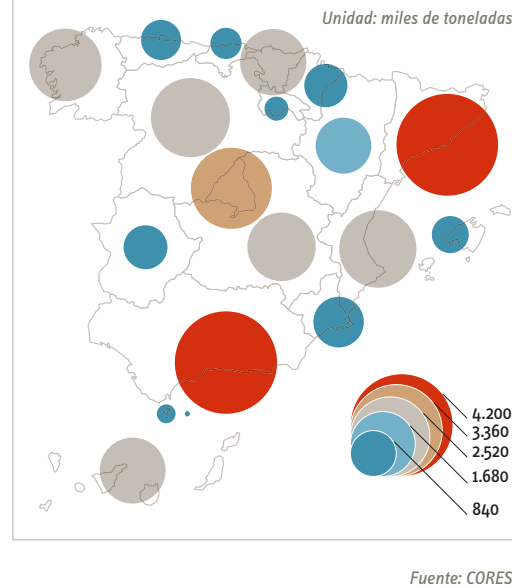 Unidad: miles de toneladas
4.200
3.360
2.520
1.680
840
Fuente: CORES